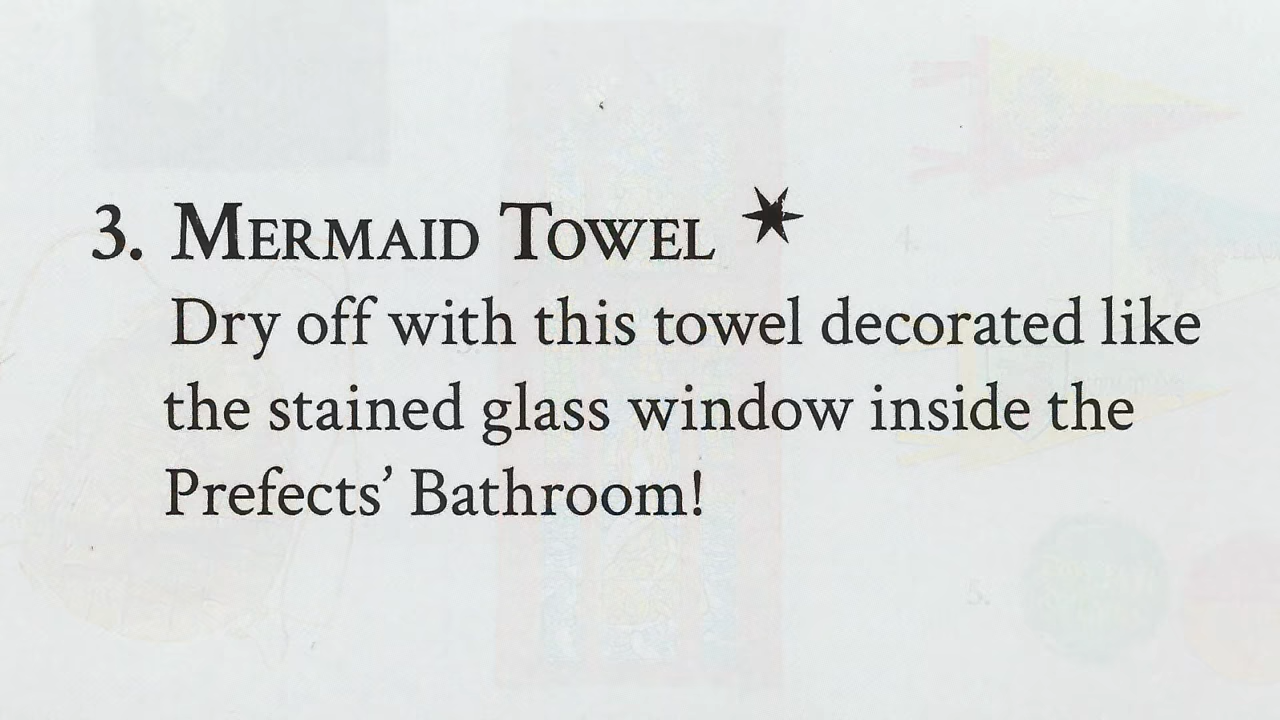 3. MERMAID TOWEL ✶
Dry off with this towel decorated like
the stained glass window inside the
Prefects’ Bathroom!